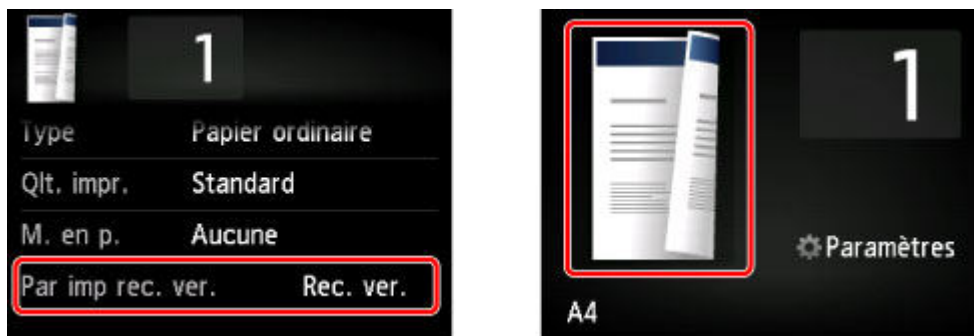 1
Type Papier ordinaire
Qlt. impr. Standard
M. en p. Aucune
Par imp rec. ver. Rec. ver.
1
Paramètres
A4